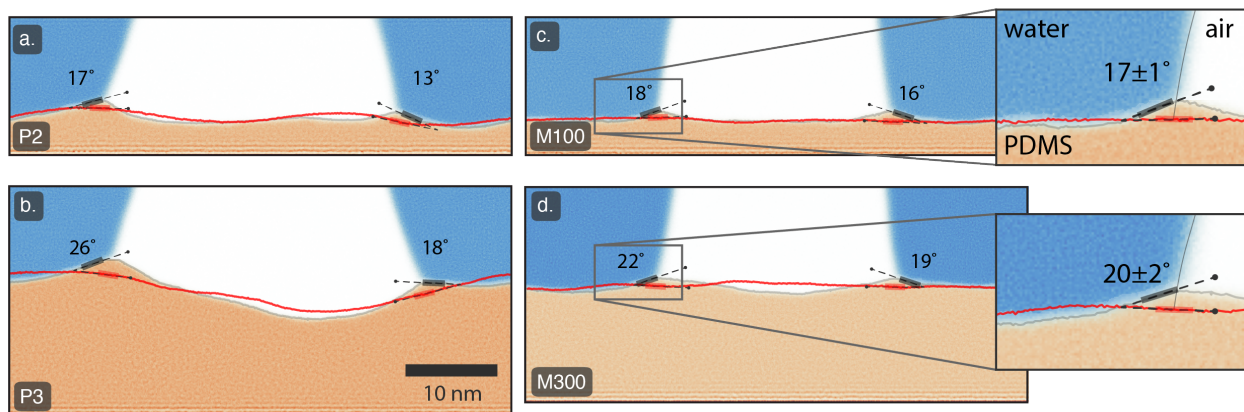 a.
17°
13°
P2
c.
18°
16°
M100
water
air
17±1°
PDMS
b.
26°
18°
P3
10 nm
d.
22°
19°
M300
20±2°